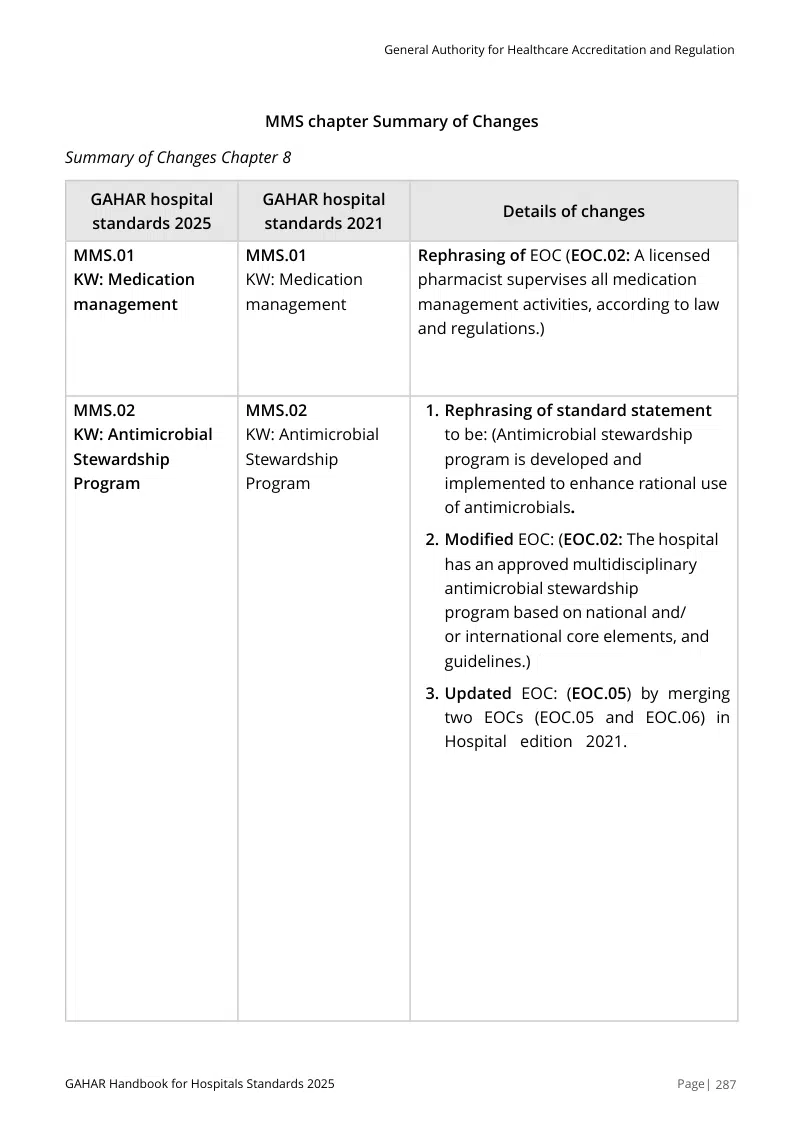 General Authority for Healthcare Accreditation and Regulation
MMS chapter Summary of Changes
Summary of Changes Chapter 8
GAHAR hospital
standards 2025
GAHAR hospital
standards 2021
Details of changes
MMS.01
KW: Medication
management
MMS.01
KW: Medication
management
Rephrasing of EOC (EOC.02: A licensed
pharmacist supervises all medication
management activities, according to law
and regulations.)
MMS.02
KW: Antimicrobial
Stewardship
Program
MMS.02
KW: Antimicrobial
Stewardship
Program
1. Rephrasing of standard statement
to be: (Antimicrobial stewardship
program is developed and
implemented to enhance rational use
of antimicrobials.
2. Modified EOC: (EOC.02: The hospital
has an approved multidisciplinary
antimicrobial stewardship
program based on national and/
or international core elements, and
guidelines.)
3. Updated EOC: (EOC.05) by merging
two EOCs (EOC.05 and EOC.06) in
Hospital edition 2021.
GAHAR Handbook for Hospitals Standards 2025
Page| 287